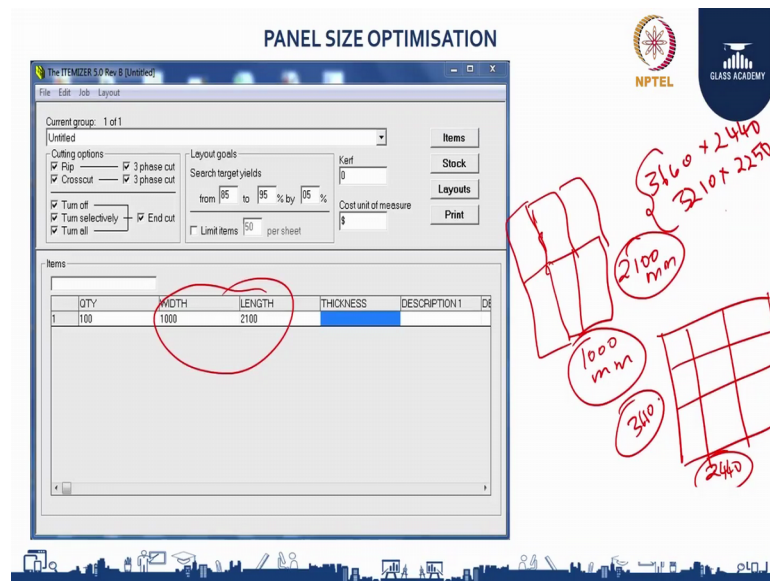 PANEL SIZE OPTIMISATION
NPTEL
GLASS ACADEMY
The ITEMIZER 5.0 Rev B [Untitled]
File Edit Job Layout
Current group: 1 of 1
Untitled
Items
Stock
Layouts
Print
Cutting options
Rip 3 phase cut
Crosscut 3 phase cut
Turn off
Turn selectively End cut
Turn all
Layout goals
Search target yields
from 85 to 95 % by 05 %
Limit items 50 per sheet
Kerf
0
Cost unit of measure
$
Items
QTY WIDTH LENGTH THICKNESS DESCRIPTION1 DE
1 100 1000 2100
3660 x 2440
3210 x 2250
2100
mm
1000
mm
3660
2440